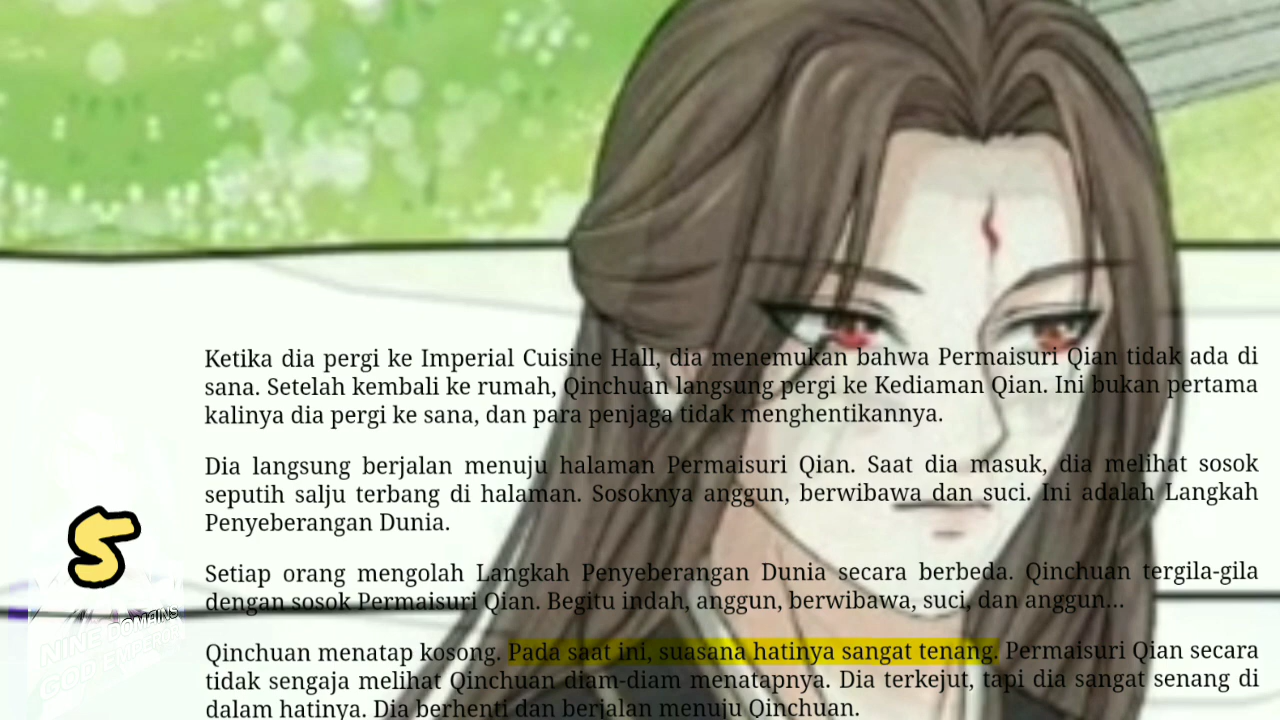 Ketika dia pergi ke Imperial Cuisine Hall, dia menemukan bahwa Permaisuri Qian tidak ada di
sana. Setelah kembali ke rumah, Qinchuan langsung pergi ke Kediaman Qian. Ini bukan pertama
kalinya dia pergi ke sana, dan para penjaga tidak menghentikannya.
Dia langsung berjalan menuju halaman Permaisuri Qian. Saat dia masuk, dia melihat sosok
seputih salju terbang di halaman. Sosoknya anggun, berwibawa dan suci. Ini adalah Langkah
Penyeberangan Dunia.
Setiap orang mengolah Langkah Penyeberangan Dunia secara berbeda. Qinchuan tergila-gila
dengan sosok Permaisuri Qian. Begitu indah, anggun, berwibawa, suci, dan anggun...
Qinchuan menatap kosong. Pada saat ini, suasana hatinya sangat tenang. Permaisuri Qian secara
tidak sengaja melihat Qinchuan diam-diam menatapnya. Dia terkejut, tapi dia sangat senang di
dalam hatinya. Dia berhenti dan berjalan menuju Qinchuan.
S
NINE DOMAINS
GOD EMPEROR